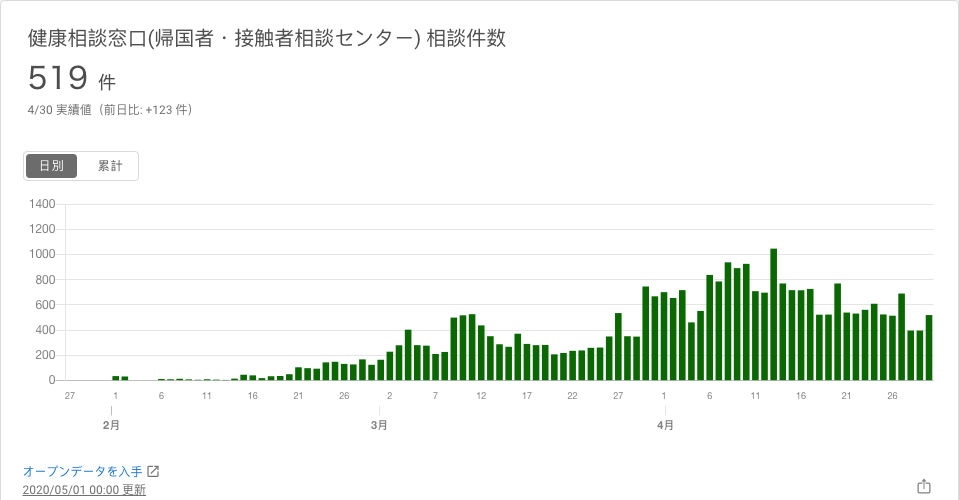 健康相談窓口(帰国者・接触者相談センター) 相談件数
519 件
4/30 実績値（前日比: +123 件）
日別 累計
1400
1200
1000
800
600
400
200
0
27 1 6 11 16 21 26 2 7 12 17 22 27 1 6 11 16 21 26
2月 3月 4月
オープンデータを入手
2020/05/01 00:00 更新